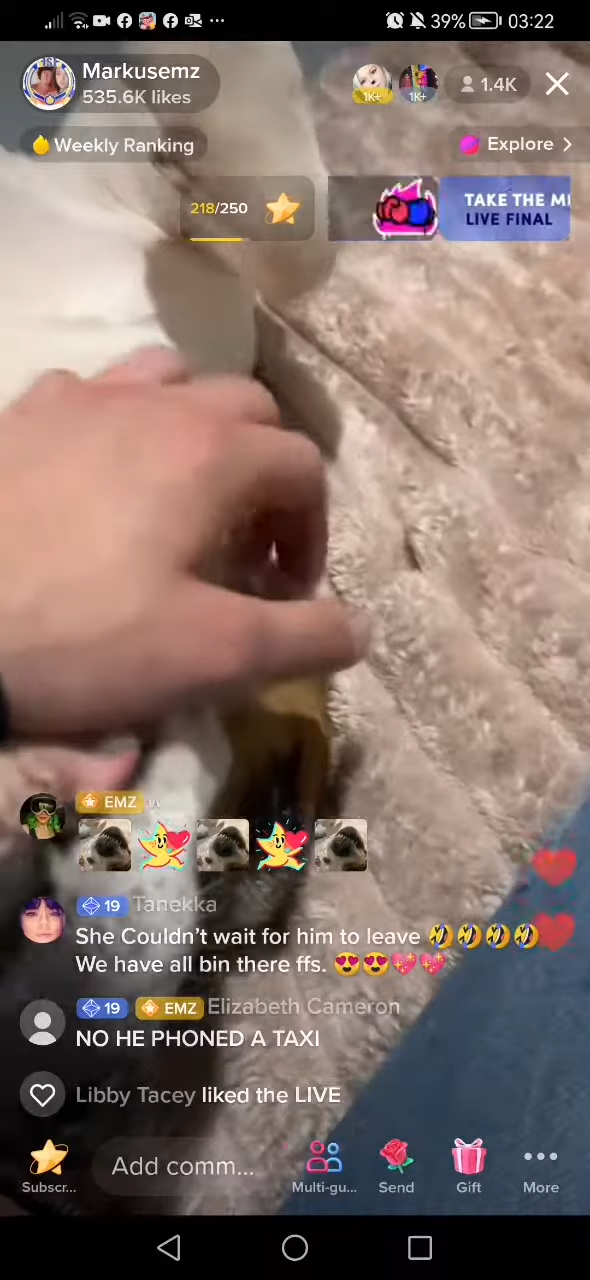 39% 03:22
Markusemz
535.6K likes
1K+ 1K+ 1.4K
Weekly Ranking
Explore
218/250
TAKE THE
LIVE FINAL
EMZ
19 Tanekka
She Couldn't wait for him to leave 🤣🤣🤣🤣
We have all bin there ffs. 😍😍💖💖
19 EMZ Elizabeth Cameron
NO HE PHONED A TAXI
Libby Tacey liked the LIVE
Add comm...
Subscr... Multi-gu... Send Gift More